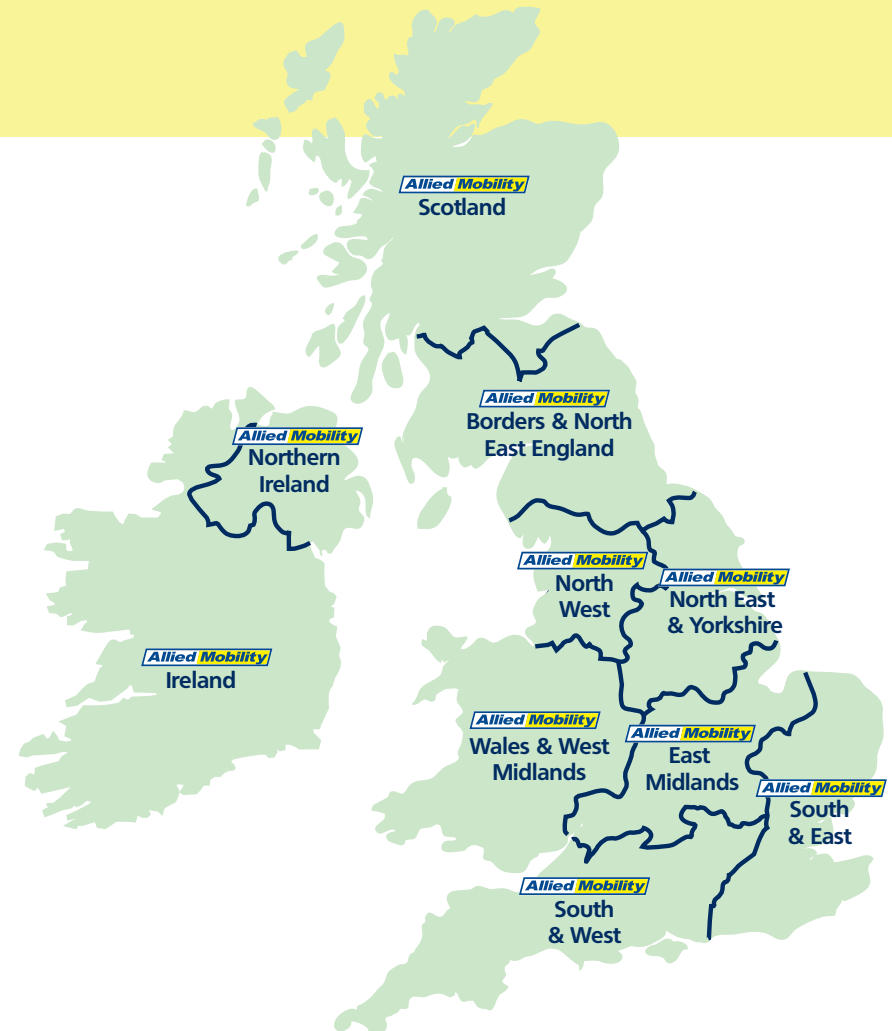 Allied Mobility
Scotland
Allied Mobility
Borders & North
East England
Allied Mobility
Northern
Ireland
Allied Mobility
North
West
Allied Mobility
North East
& Yorkshire
Allied Mobility
Ireland
Allied Mobility
Wales & West
Midlands
Allied Mobility
East
Midlands
Allied Mobility
South
& East
Allied Mobility
South
& West